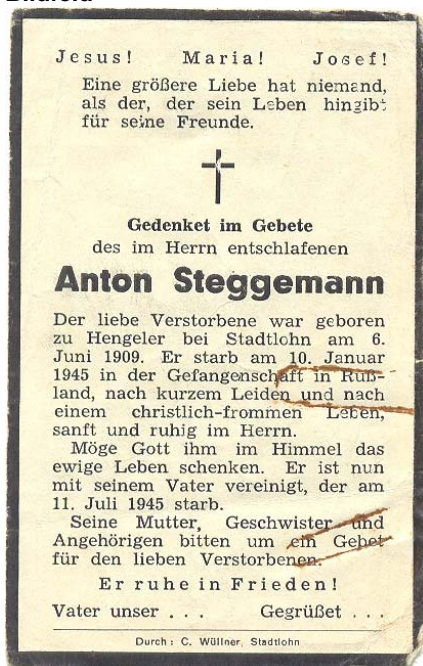 Jesus! Maria! Josef!
Eine größere Liebe hat niemand,
als der, der sein Leben hingibt
für seine Freunde.
Gedenket im Gebete
des im Herrn entschlafenen
Anton Steggemann
Der liebe Verstorbene war geboren
zu Hengeler bei Stadtlohn am 6.
Juni 1909. Er starb am 10. Januar
1945 in der Gefangenschaft in Ruß-
land, nach kurzem Leiden und nach
einem christlich-frommen Leben,
sanft und ruhig im Herrn.
Möge Gott ihm im Himmel das
ewige Leben schenken. Er ist nun
mit seinem Vater vereinigt, der am
11. Juli 1945 starb.
Seine Mutter, Geschwister und
Angehörigen bitten um ein Gebet
für den lieben Verstorbenen.
Er ruhe in Frieden!
Vater unser . . . Gegrüßet . . .
Durch: C. Wüllner, Stadtlohn